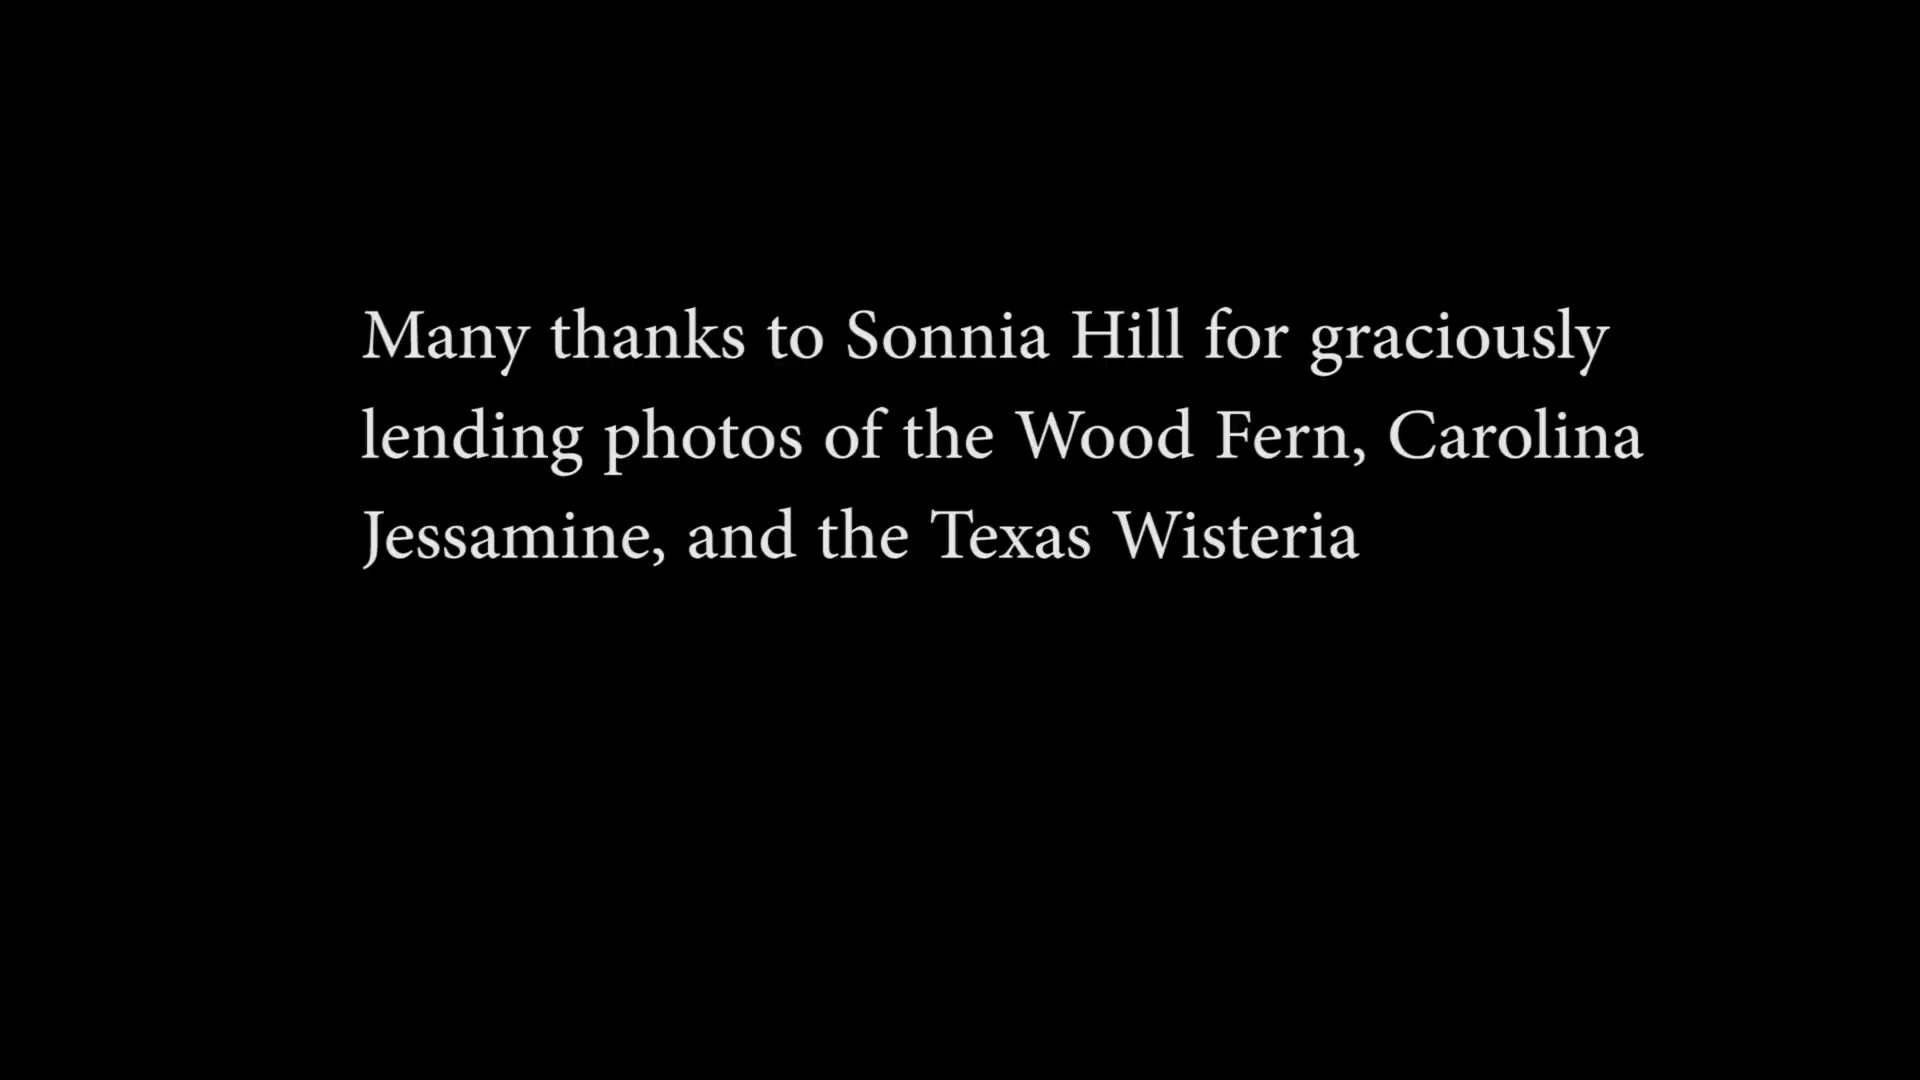 Many thanks to Sonnia Hill for graciously
lending photos of the Wood Fern, Carolina
Jessamine, and the Texas Wisteria